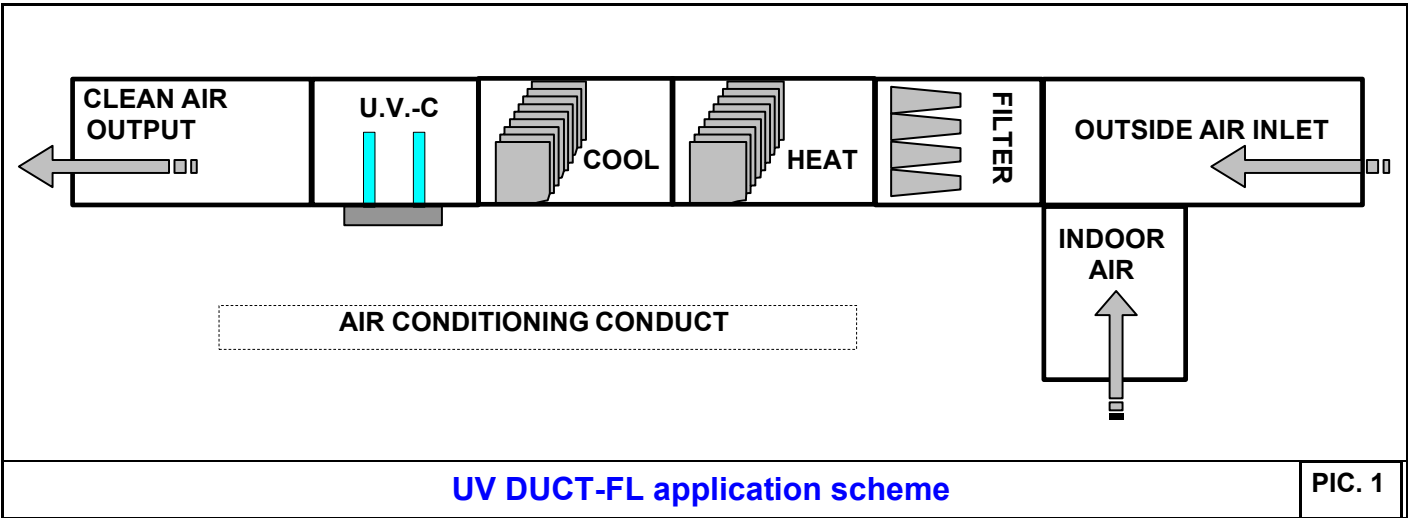 CLEAN AIR
OUTPUT
U.V.-C
COOL
HEAT
FILTER
OUTSIDE AIR INLET
INDOOR
AIR
AIR CONDITIONING CONDUCT
UV DUCT-FL application scheme
PIC. 1